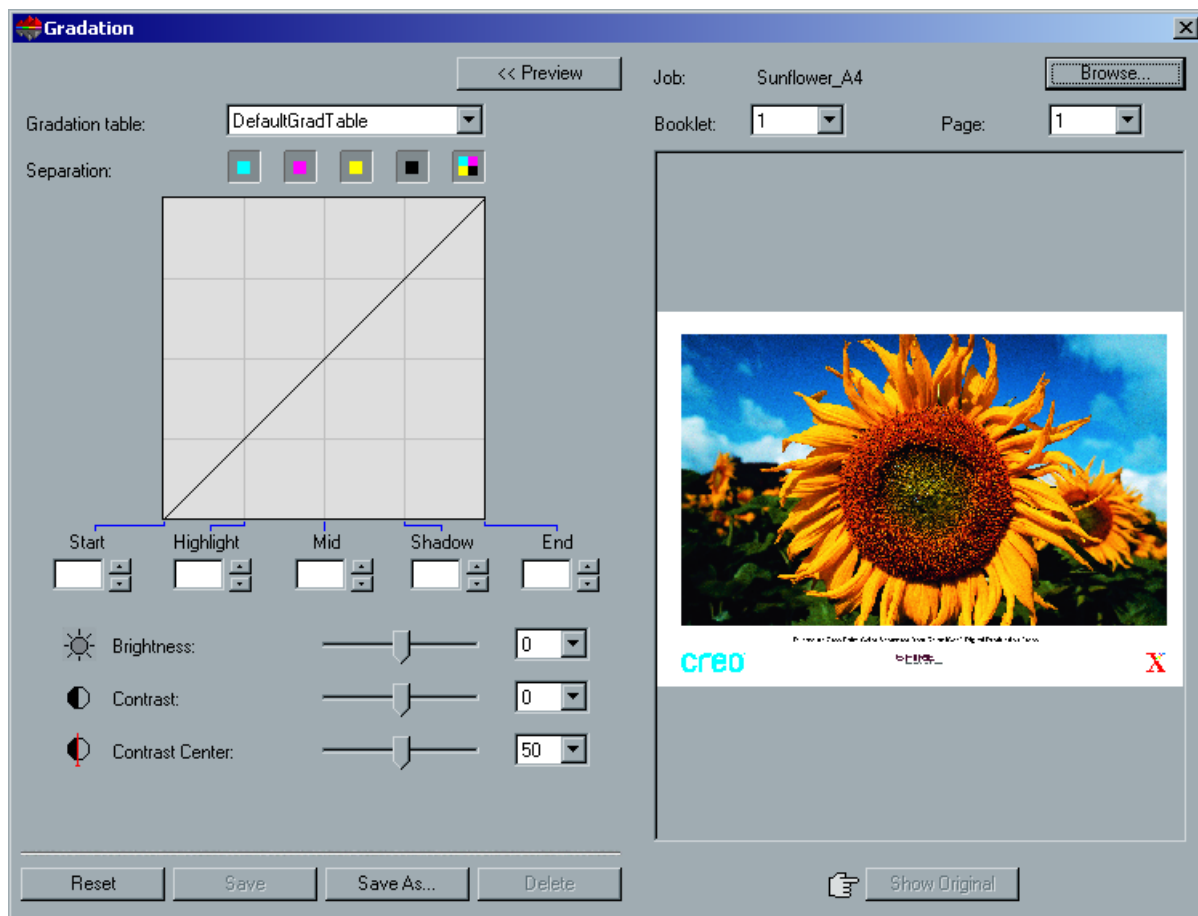 Gradation
<< Preview
Job: Sunflower_A4 Browse...
Gradation table: DefaultGradTable
Booklet: 1 Page: 1
Separation:
Start Highlight Mid Shadow End
Brightness: 0
Contrast: 0
Contrast Center: 50
creo
X
Reset Save Save As... Delete
Show Original